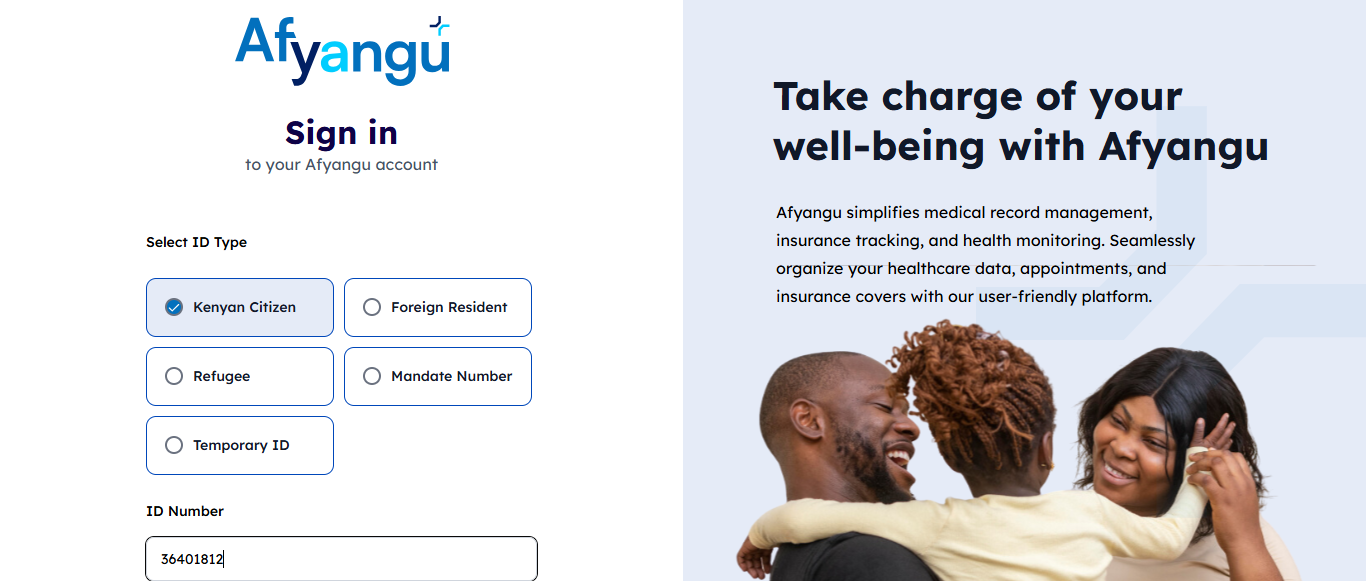 Afyangu
Sign in
to your Afyangu account
Select ID Type
Kenyan Citizen
Foreign Resident
Refugee
Mandate Number
Temporary ID
ID Number
36401812
Take charge of your
well-being with Afyangu
Afyangu simplifies medical record management,
insurance tracking, and health monitoring. Seamlessly
organize your healthcare data, appointments, and
insurance covers with our user-friendly platform.